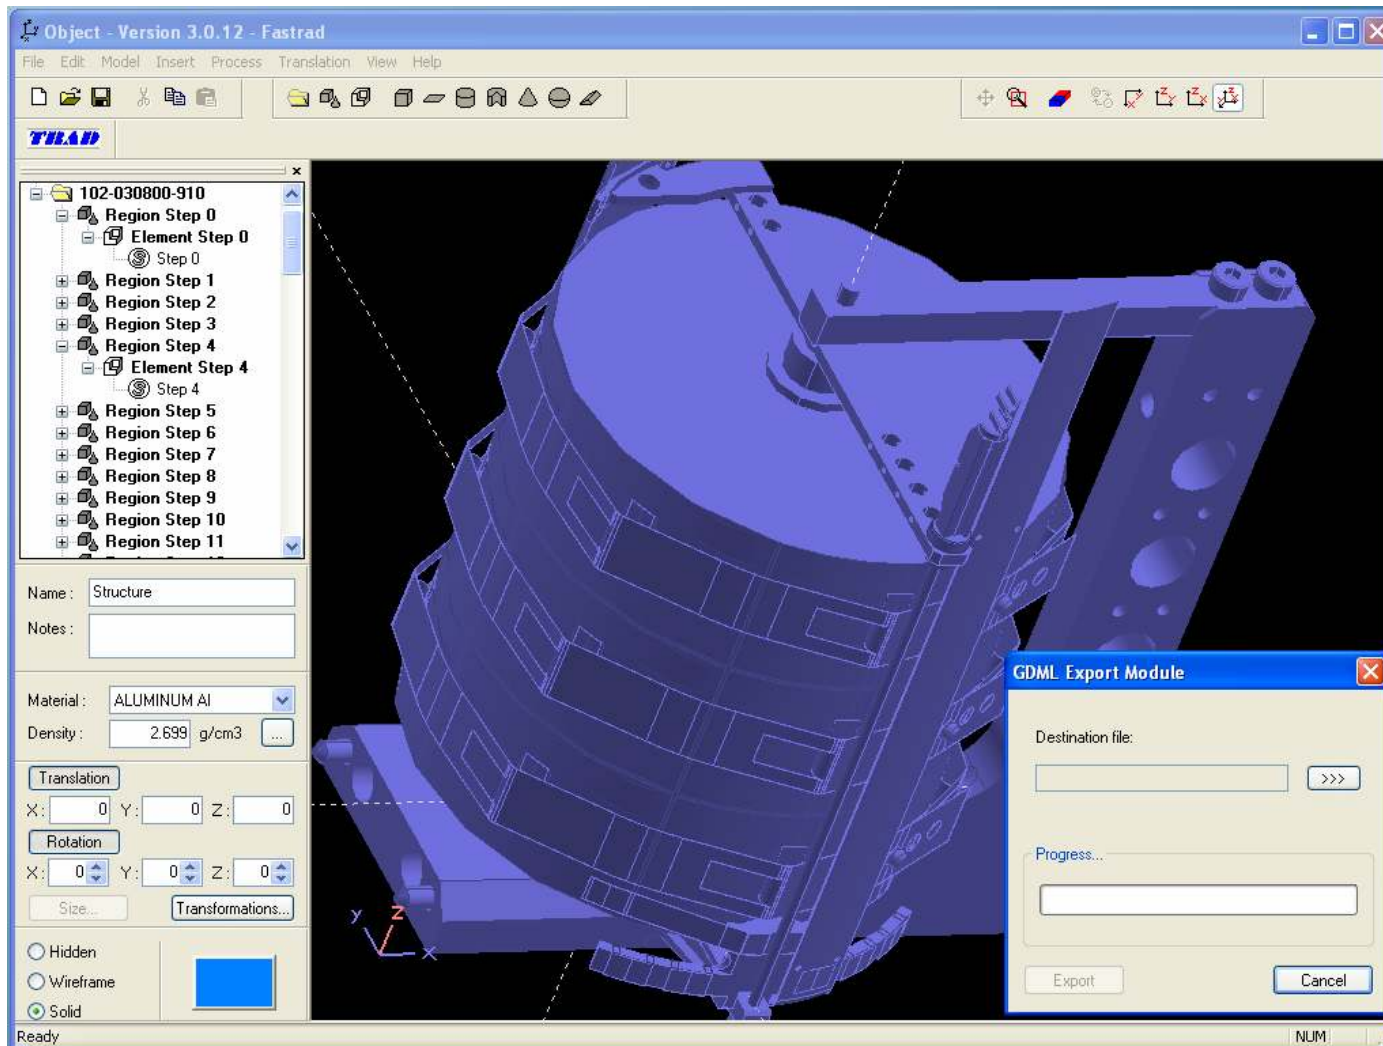 Object - Version 3.0.12 - Fastrad
File Edit Model Insert Process Translation View Help
TRAD
102-030800-910
Region Step 0
Element Step 0
Step 0
Region Step 1
Region Step 2
Region Step 3
Region Step 4
Element Step 4
Step 4
Region Step 5
Region Step 6
Region Step 7
Region Step 8
Region Step 9
Region Step 10
Region Step 11
Name : Structure
Notes :
Material : ALUMINUM Al
Density : 2.699 g/cm3 ...
Translation
X: 0 Y: 0 Z: 0
Rotation
X: 0 Y: 0 Z: 0
Size... Transformations...
Hidden
Wireframe
Solid
y z x
GDML Export Module
Destination file:
>>>
Progress...
Export Cancel
Ready NUM